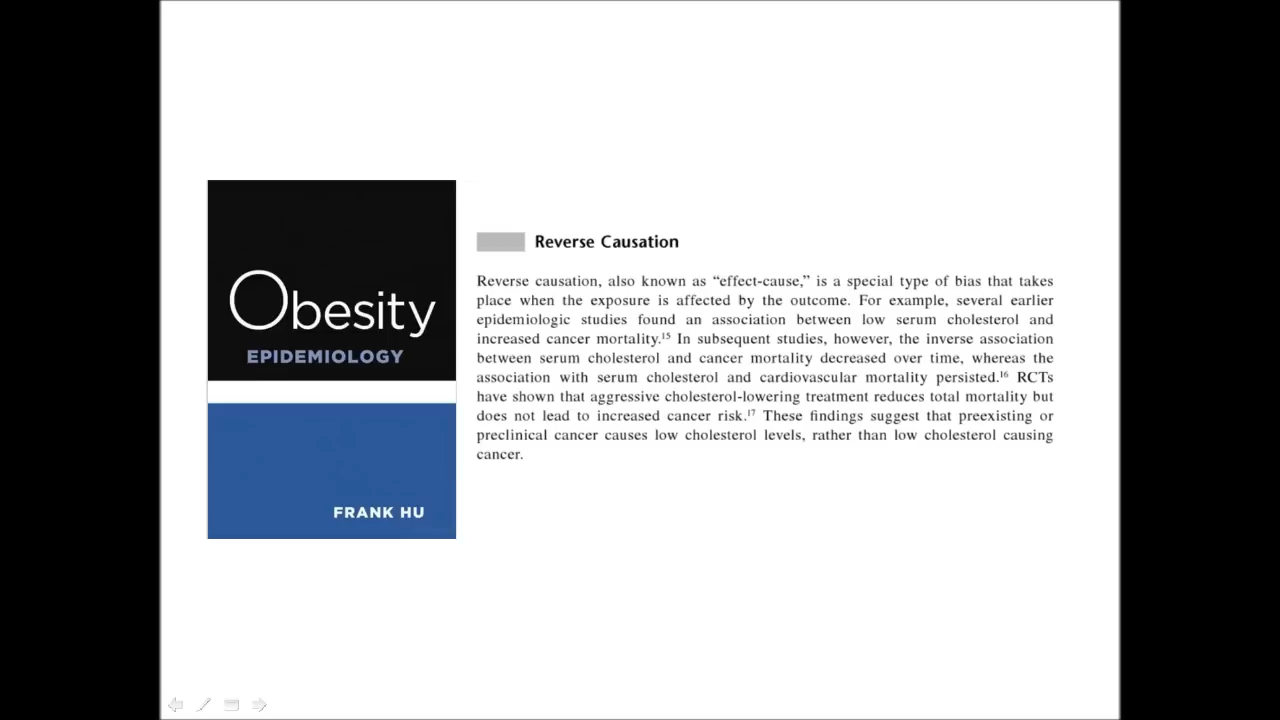 Obesity
EPIDEMIOLOGY
FRANK HU
Reverse Causation
Reverse causation, also known as “effect-cause,” is a special type of bias that takes
place when the exposure is affected by the outcome. For example, several earlier
epidemiologic studies found an association between low serum cholesterol and
increased cancer mortality.15 In subsequent studies, however, the inverse association
between serum cholesterol and cancer mortality decreased over time, whereas the
association with serum cholesterol and cardiovascular mortality persisted.16 RCTs
have shown that aggressive cholesterol-lowering treatment reduces total mortality but
does not lead to increased cancer risk.17 These findings suggest that preexisting or
preclinical cancer causes low cholesterol levels, rather than low cholesterol causing
cancer.